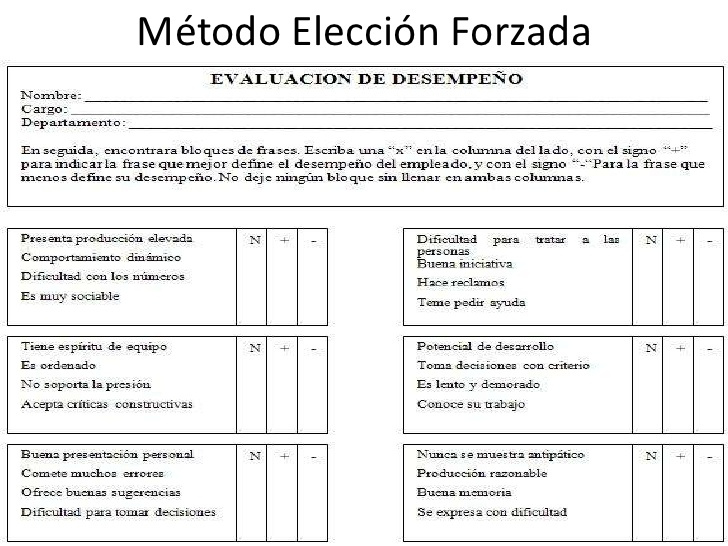 Método Elección Forzada
EVALUACION DE DESEMPEÑO
Nombre:
Cargo:
Departamento:
En seguida, encontrara bloques de frases. Escriba una “x” en la columna del lado, con el signo “+”
para indicar la frase que mejor define el desempeño del empleado, y con el signo “-“Para la frase que
menos define su desempeño. No deje ningún bloque sin llenar en ambas columnas.
Presenta producción elevada N + -
Comportamiento dinámico
Dificultad con los números
Es muy sociable
Dificultad para tratar a las N + -
personas
Buena iniciativa
Hace reclamos
Teme pedir ayuda
Tiene espíritu de equipo N + -
Es ordenado
No soporta la presión
Acepta críticas constructivas
Potencial de desarrollo N + -
Toma decisiones con criterio
Es lento y demorado
Conoce su trabajo
Buena presentación personal N + -
Comete muchos errores
Ofrece buenas sugerencias
Dificultad para tomar decisiones
Nunca se muestra antipático N + -
Producción razonable
Buena memoria
Se expresa con dificultad